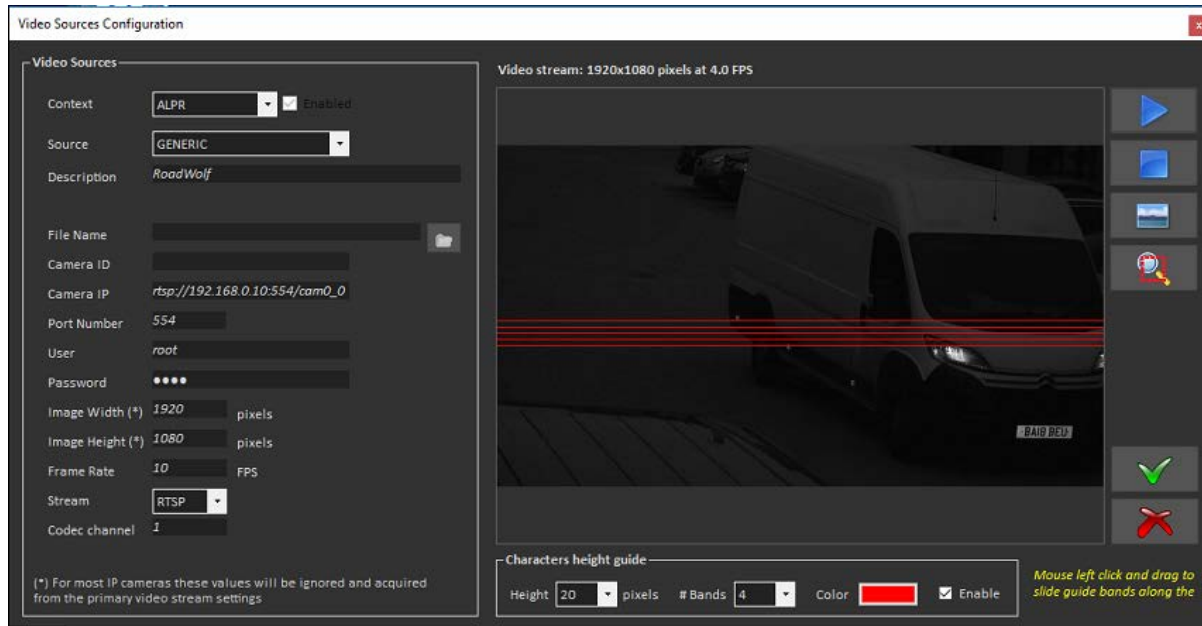 Video Sources Configuration
x
Video Sources
Context ALPR Enabled
Source GENERIC
Description RoadWolf
File Name
Camera ID
Camera IP rtsp://192.168.0.10:554/cam0_0
Port Number 554
User root
Password ●●●●
Image Width (*) 1920 pixels
Image Height (*) 1080 pixels
Frame Rate 10 FPS
Stream RTSP
Codec channel 1
(*) For most IP cameras these values will be ignored and acquired
from the primary video stream settings
Video stream: 1920x1080 pixels at 4.0 FPS
BAI8 BEU
Characters height guide
Height 20 pixels # Bands 4 Color Enable
Mouse left click and drag to
slide guide bands along the